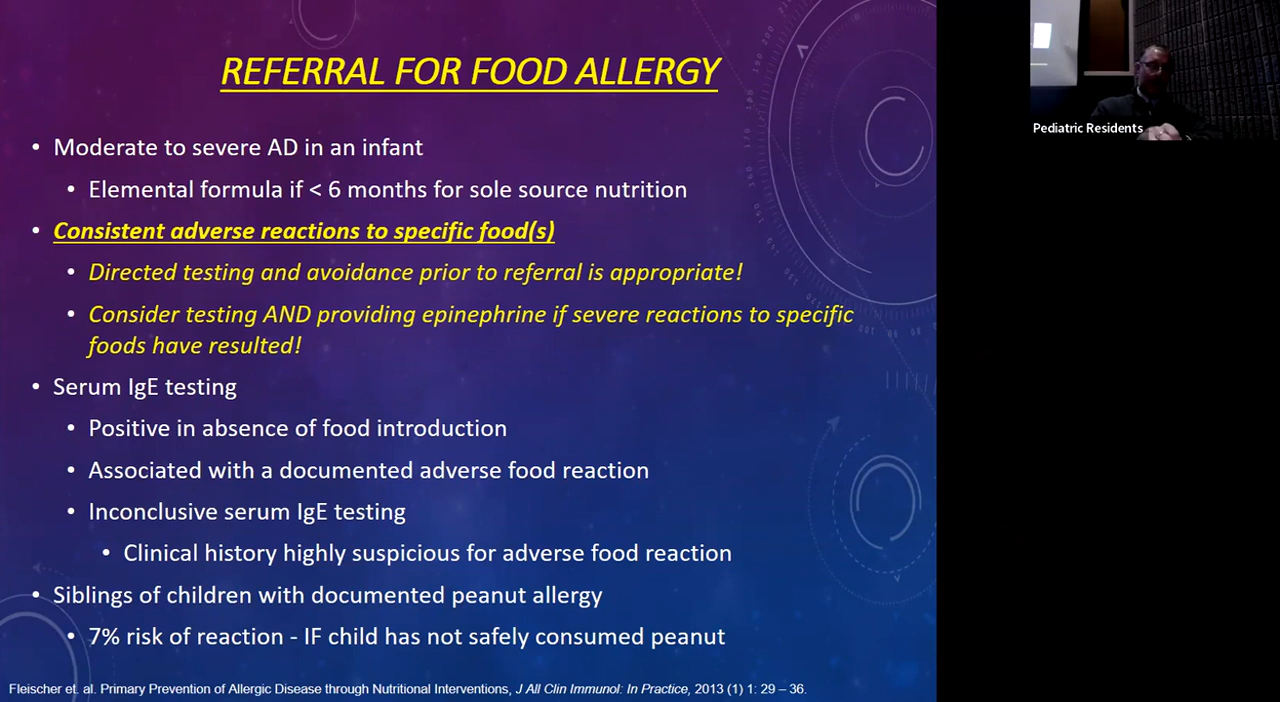 REFERRAL FOR FOOD ALLERGY
• Moderate to severe AD in an infant
• Elemental formula if < 6 months for sole source nutrition
• Consistent adverse reactions to specific food(s)
• Directed testing and avoidance prior to referral is appropriate!
• Consider testing AND providing epinephrine if severe reactions to specific
foods have resulted!
• Serum IgE testing
• Positive in absence of food introduction
• Associated with a documented adverse food reaction
• Inconclusive serum IgE testing
• Clinical history highly suspicious for adverse food reaction
• Siblings of children with documented peanut allergy
• 7% risk of reaction - IF child has not safely consumed peanut
Fleischer et. al. Primary Prevention of Allergic Disease through Nutritional Interventions, J All Clin Immunol: In Practice, 2013 (1) 1: 29 – 36.
Pediatric Residents